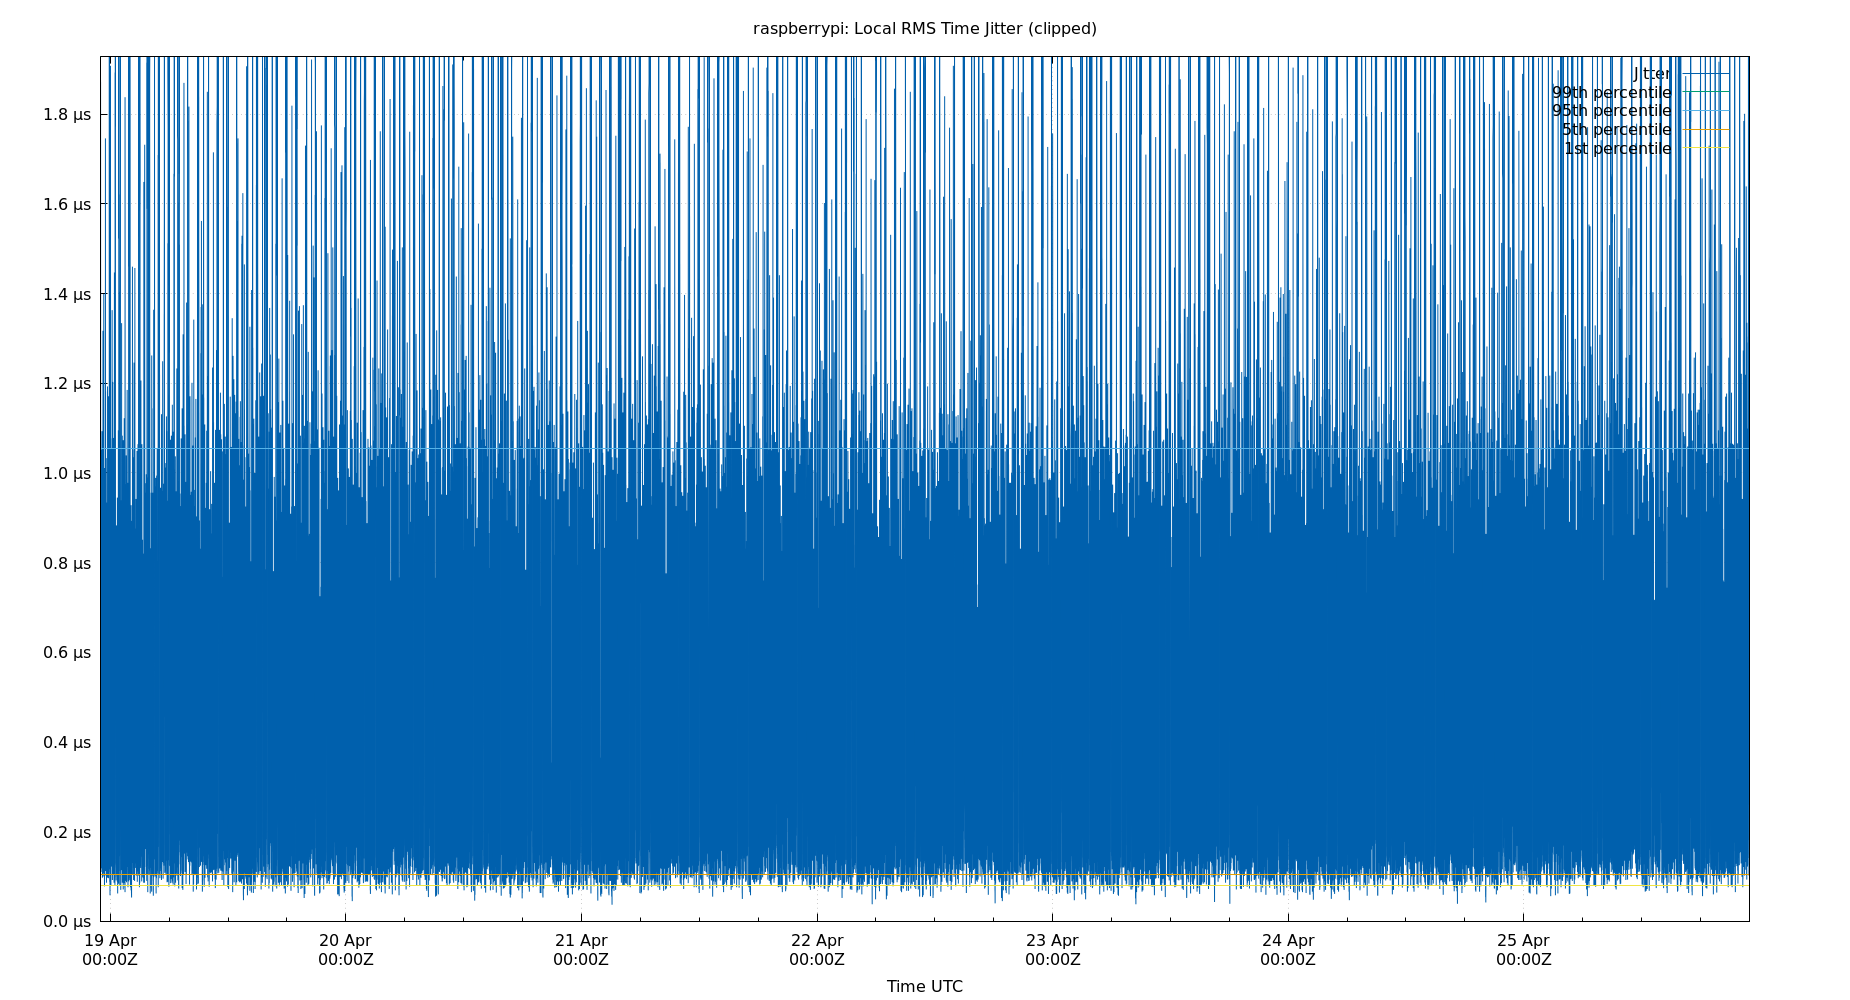 raspberrypi: Local RMS Time Jitter (clipped)
Jitter
99th percentile
95th percentile
5th percentile
1st percentile
1.8 µs
1.6 µs
1.4 µs
1.2 µs
1.0 µs
0.8 µs
0.6 µs
0.4 µs
0.2 µs
0.0 µs
19 Apr 20 Apr 21 Apr 22 Apr 23 Apr 24 Apr 25 Apr
00:00Z 00:00Z 00:00Z 00:00Z 00:00Z 00:00Z 00:00Z
Time UTC